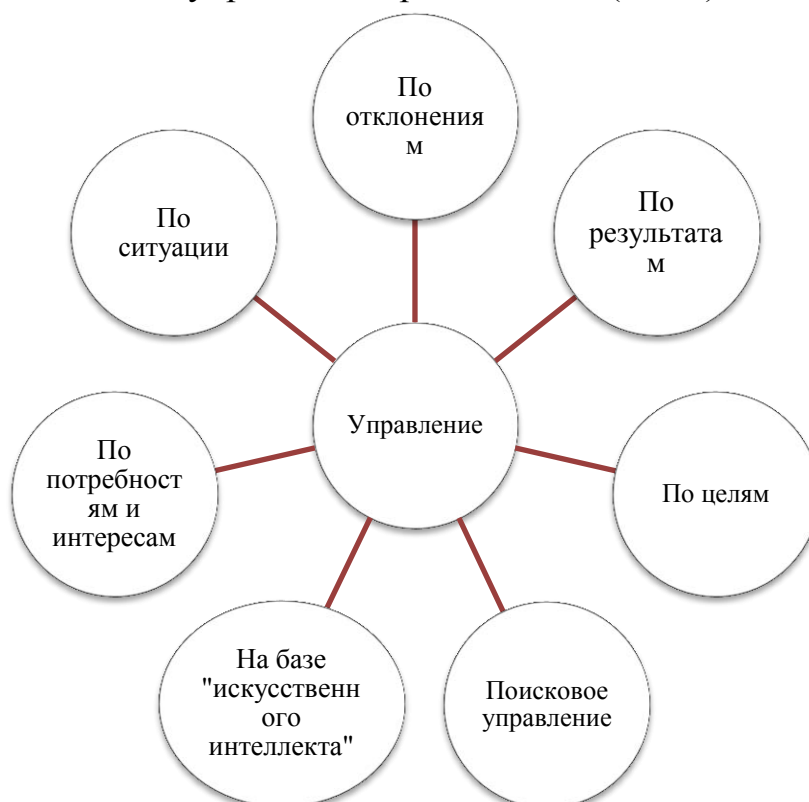 По
отклонения
м
По
результата
м
По целям
Поисковое
управление
На базе
"искусственн
ого
интеллекта"
По
потребност
ям и
интересам
По
ситуации
Управление